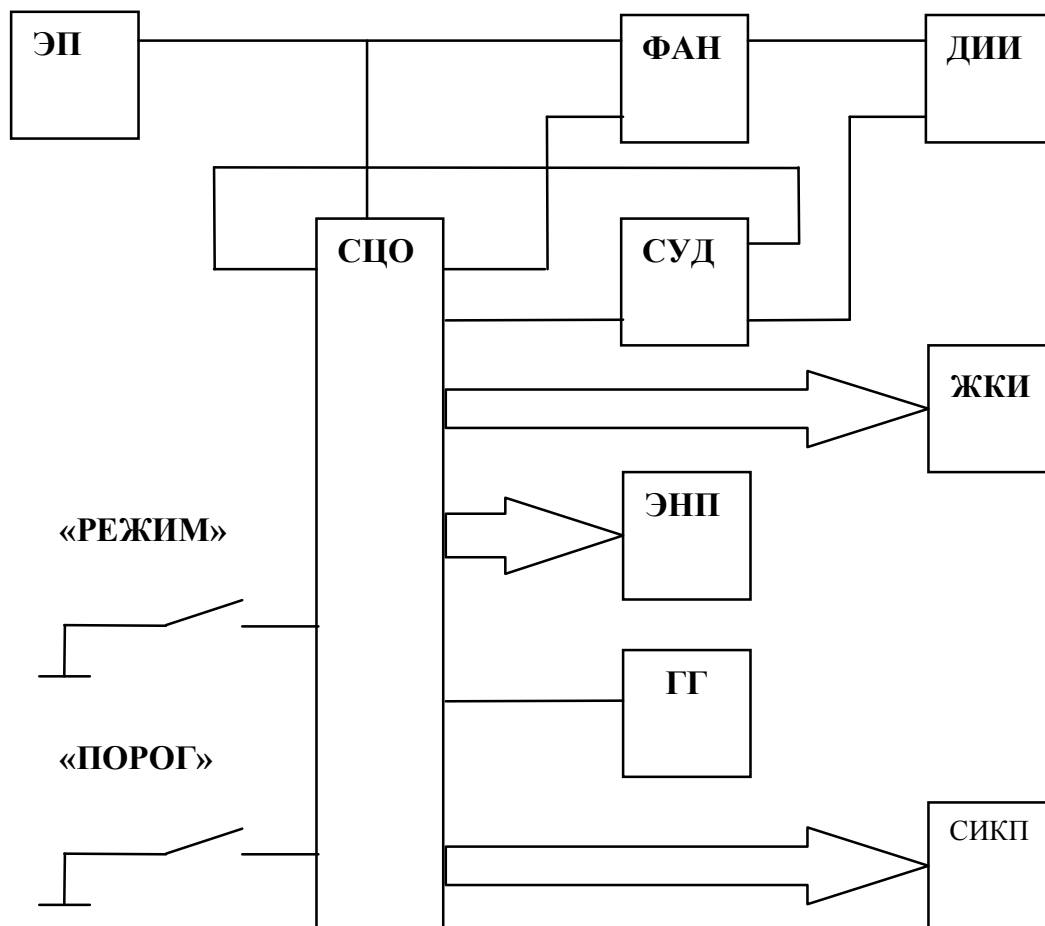 ЭП
ФАН
ДИИ
СЦО
СУД
ЖКИ
ЭНП
«РЕЖИМ»
ГГ
«ПОРОГ»
СИКП